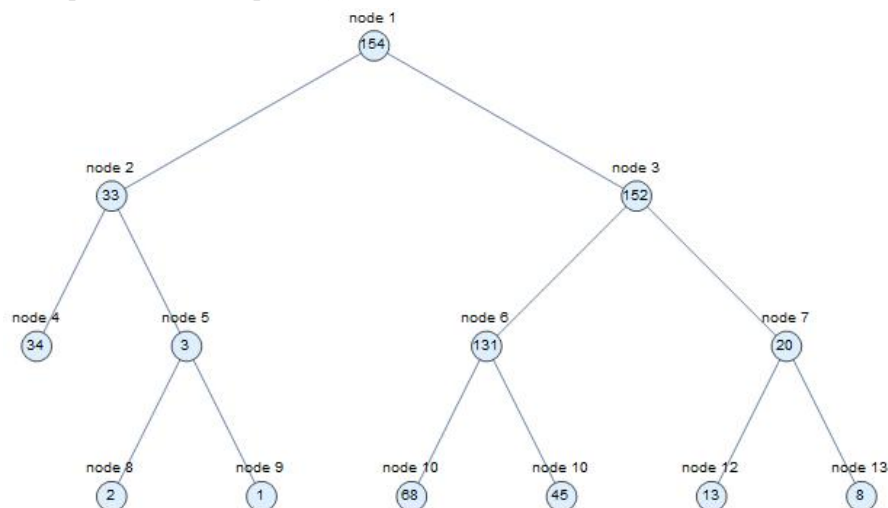 node 1
154
node 2
node 3
33
152
node 4
node 5
node 6
node 7
34
3
131
20
node 8
node 9
node 10
node 10
node 12
node 13
2
1
68
45
13
8